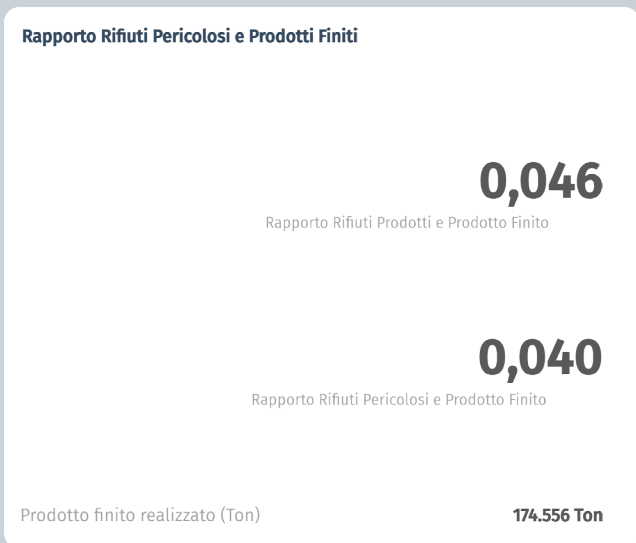 Rapporto Rifiuti Pericolosi e Prodotti Finiti
0,046
Rapporto Rifiuti Prodotti e Prodotto Finito
0,040
Rapporto Rifiuti Pericolosi e Prodotto Finito
Prodotto finito realizzato (Ton) 174.556 Ton